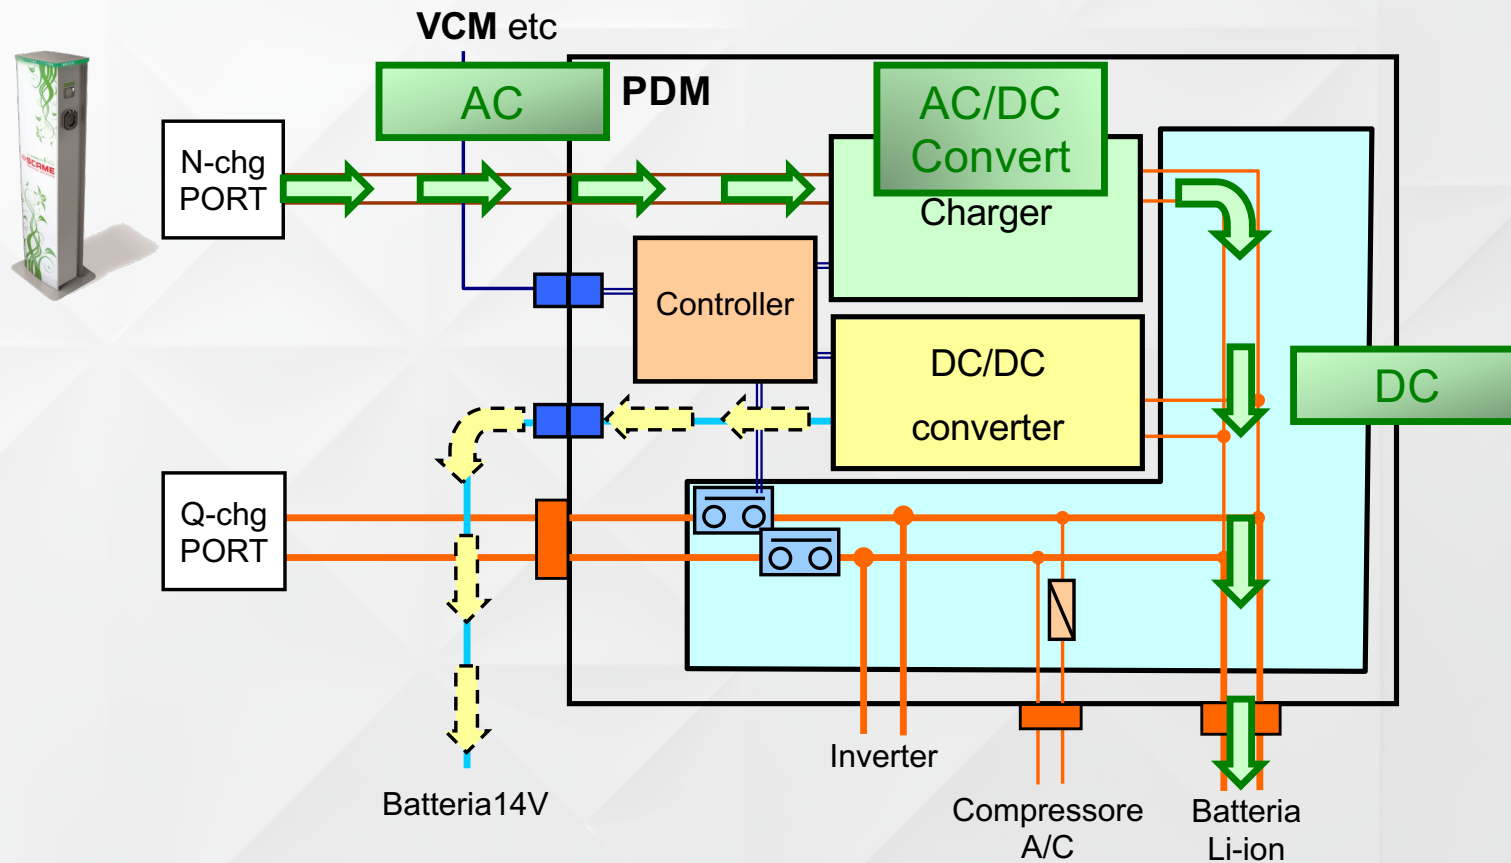 VCM etc
AC
PDM
AC/DC
Convert
N-chg
PORT
SCAME
Charger
Controller
DC/DC
converter
DC
Q-chg
PORT
Inverter
Batteria14V
Compressore
A/C
Batteria
Li-ion